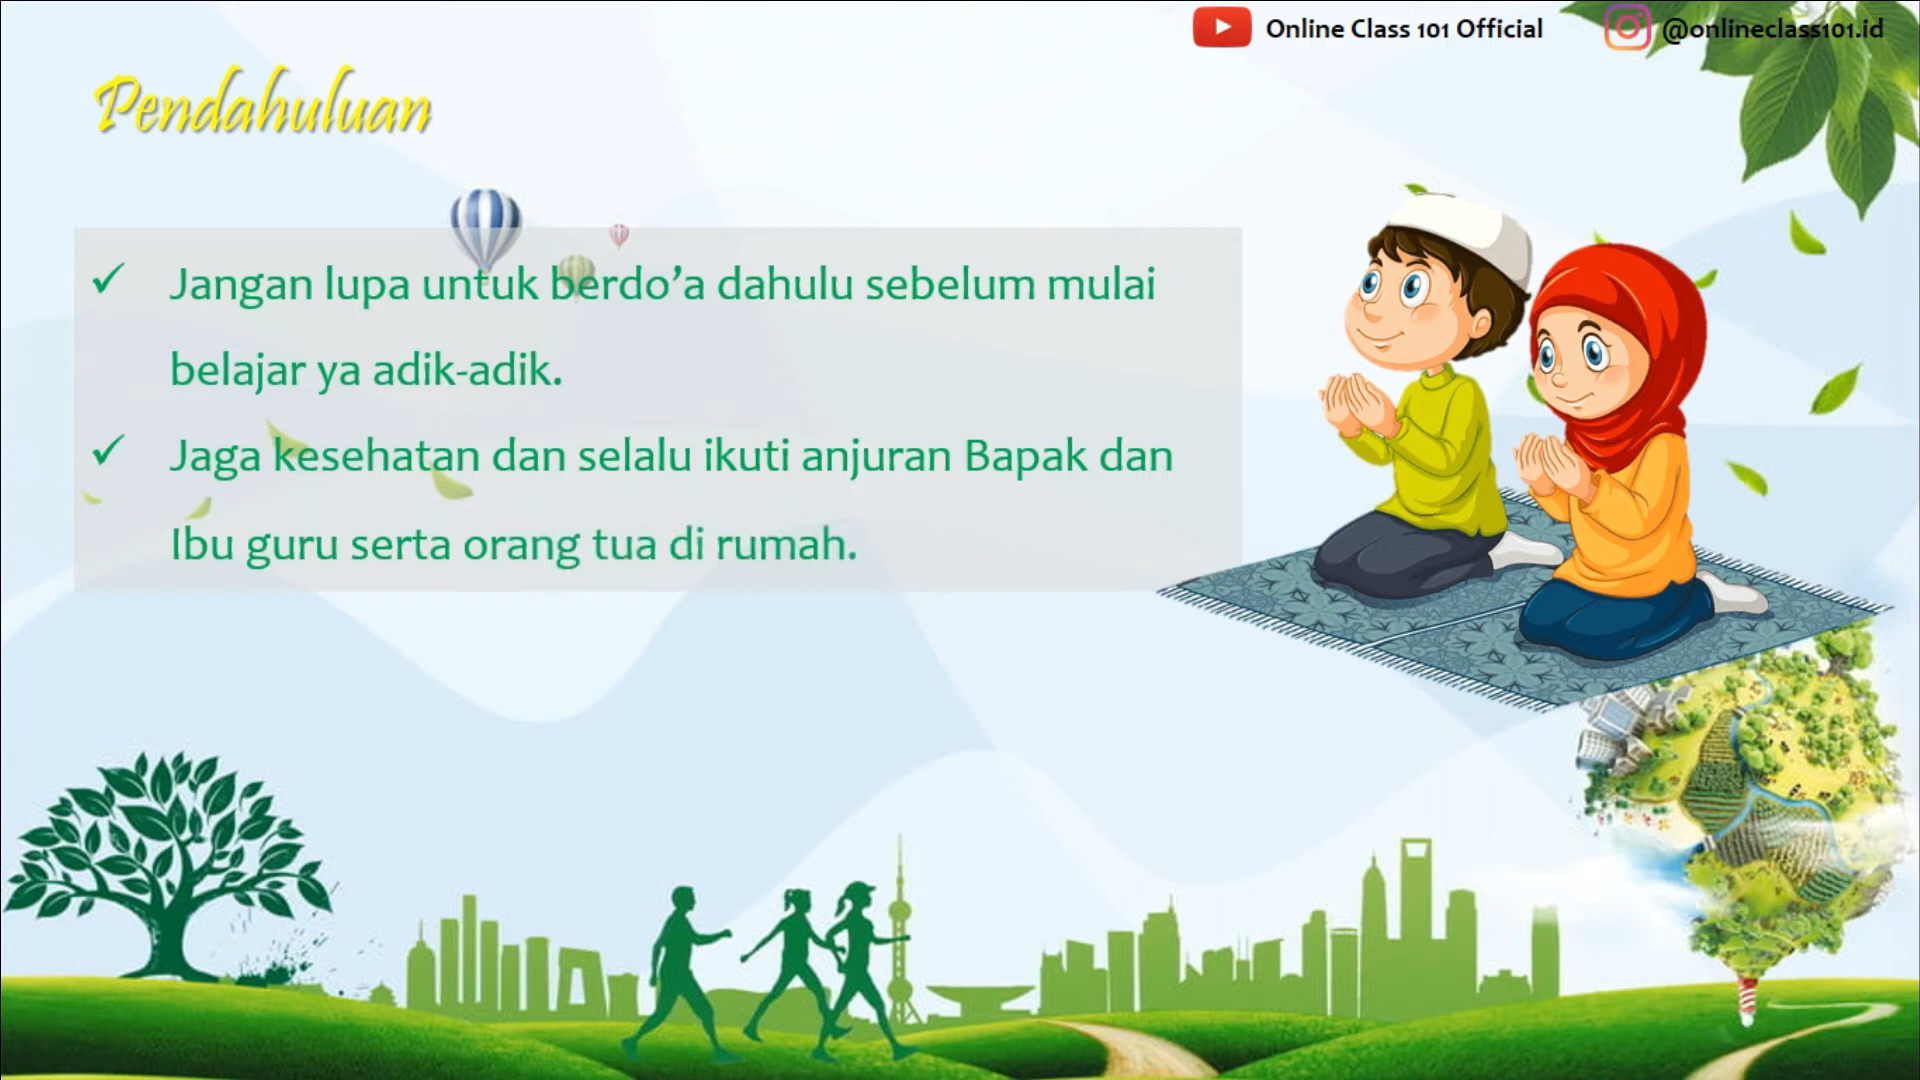 Online Class 101 Official
@onlineclass101.id
Pendahuluan
✓ Jangan lupa untuk berdo’a dahulu sebelum mulai
belajar ya adik-adik.
✓ Jaga kesehatan dan selalu ikuti anjuran Bapak dan
Ibu guru serta orang tua di rumah.